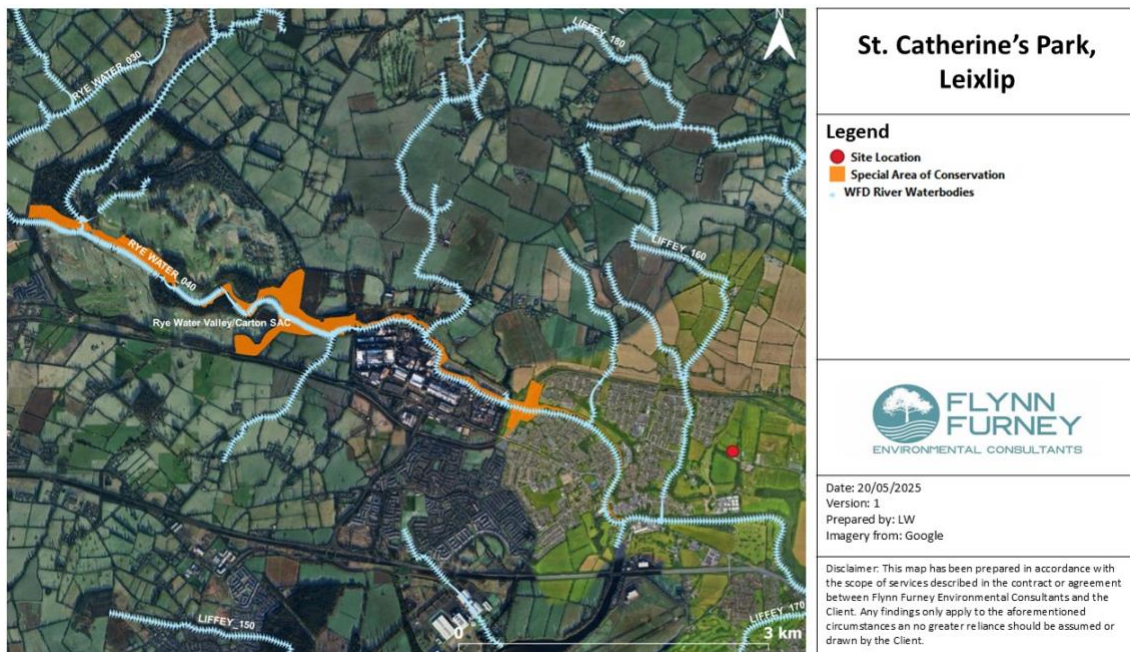 St. Catherine's Park,
Leixlip
Legend
Site Location
Special Area of Conservation
WFD River Waterbodies
FLYNN
FURNEY
ENVIRONMENTAL CONSULTANTS
Date: 20/05/2025
Version: 1
Prepared by: LW
Imagery from: Google
Disclaimer: This map has been prepared in accordance with
the scope of services described in the contract or agreement
between Flynn Furney Environmental Consultants and the
Client. Any findings only apply to the aforementioned
circumstances an no greater reliance should be assumed or
drawn by the Client.
N
RYE WATER_030
LIFFEY_180
LIFFEY_160
RYE WATER_040
Rye Water Valley/Carton SAC
LIFFEY_150
LIFFEY_170
0
3 km